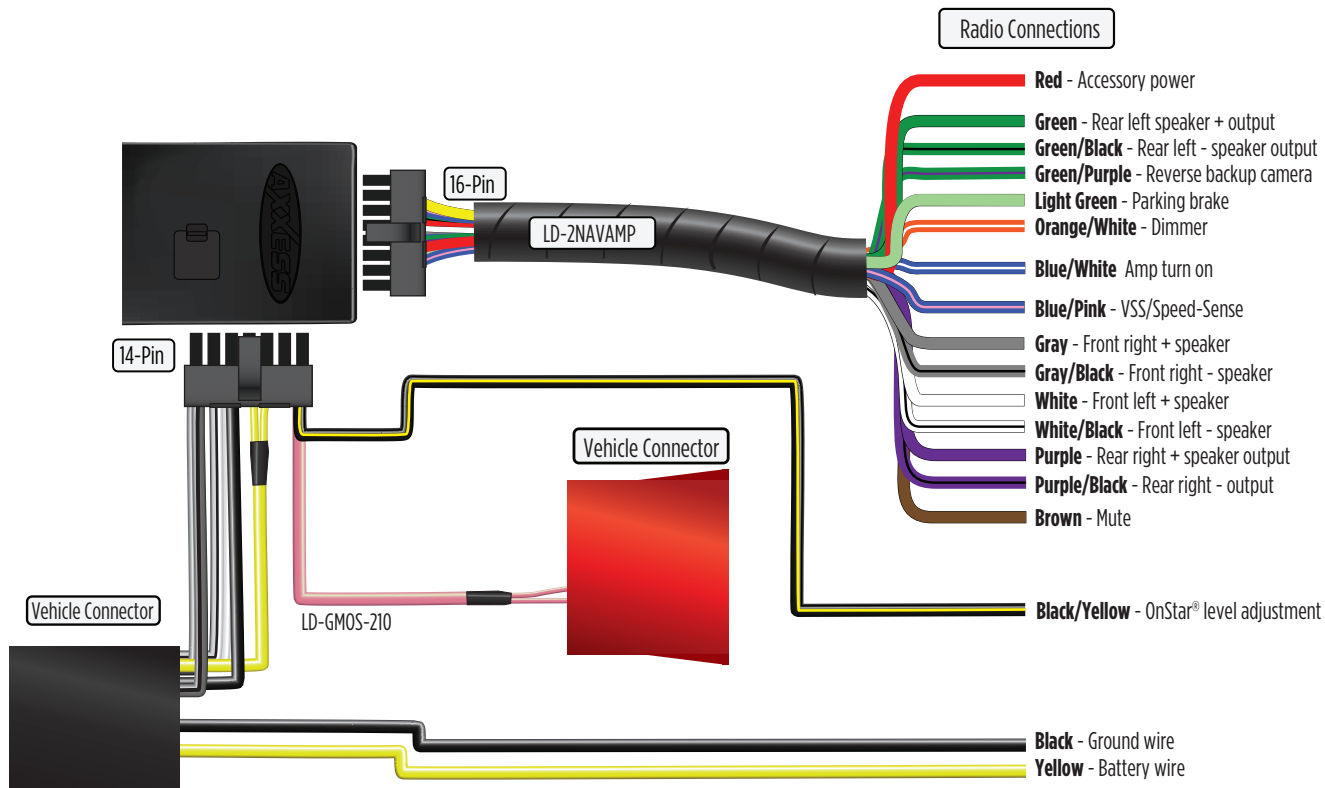 Radio Connections
Red - Accessory power
Green - Rear left speaker + output
Green/Black - Rear left - speaker output
Green/Purple - Reverse backup camera
Light Green - Parking brake
Orange/White - Dimmer
Blue/White Amp turn on
Blue/Pink - VSS/Speed-Sense
Gray - Front right + speaker
Gray/Black - Front right - speaker
White - Front left + speaker
White/Black - Front left - speaker
Purple - Rear right + speaker output
Purple/Black - Rear right - output
Brown - Mute
16-Pin
LD-2NAVAMP
AXXESS
14-Pin
Vehicle Connector
LD-GMOS-210
Black/Yellow - OnStar® level adjustment
Vehicle Connector
Black - Ground wire
Yellow - Battery wire